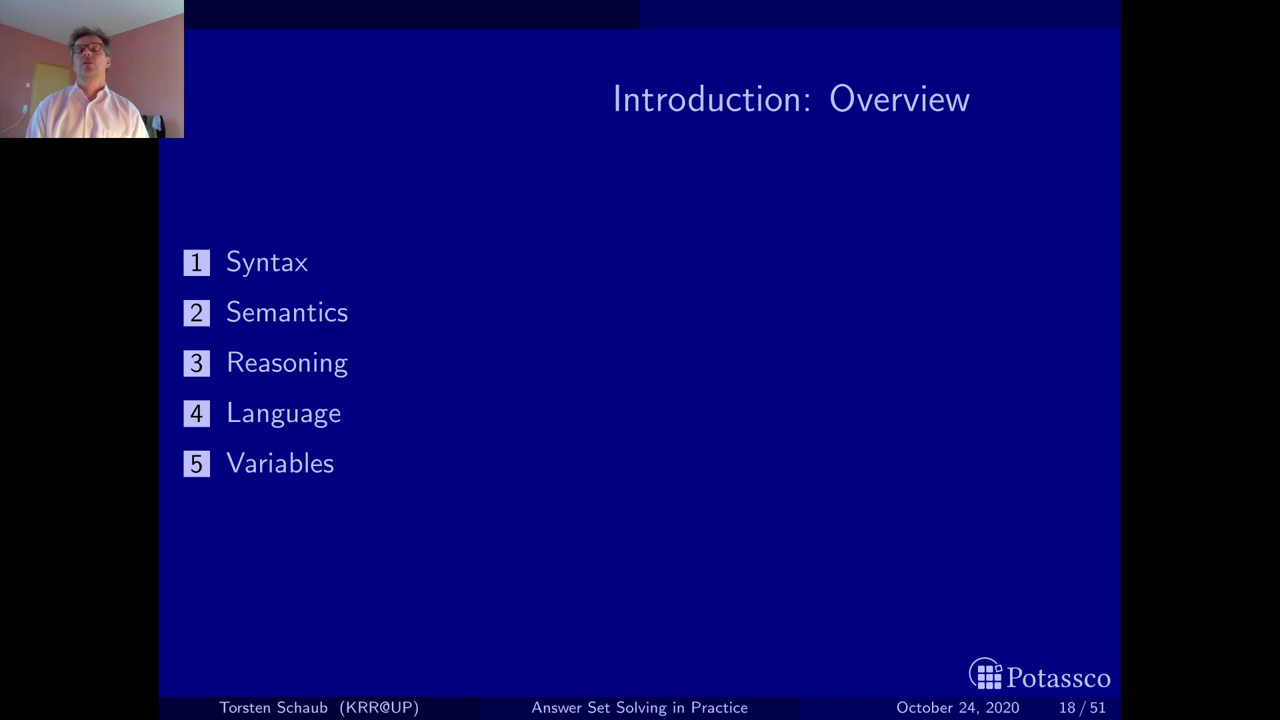 Introduction: Overview
1 Syntax
2 Semantics
3 Reasoning
4 Language
5 Variables
Potassco
Torsten Schaub (KRR@UP) Answer Set Solving in Practice October 24, 2020 18 / 51